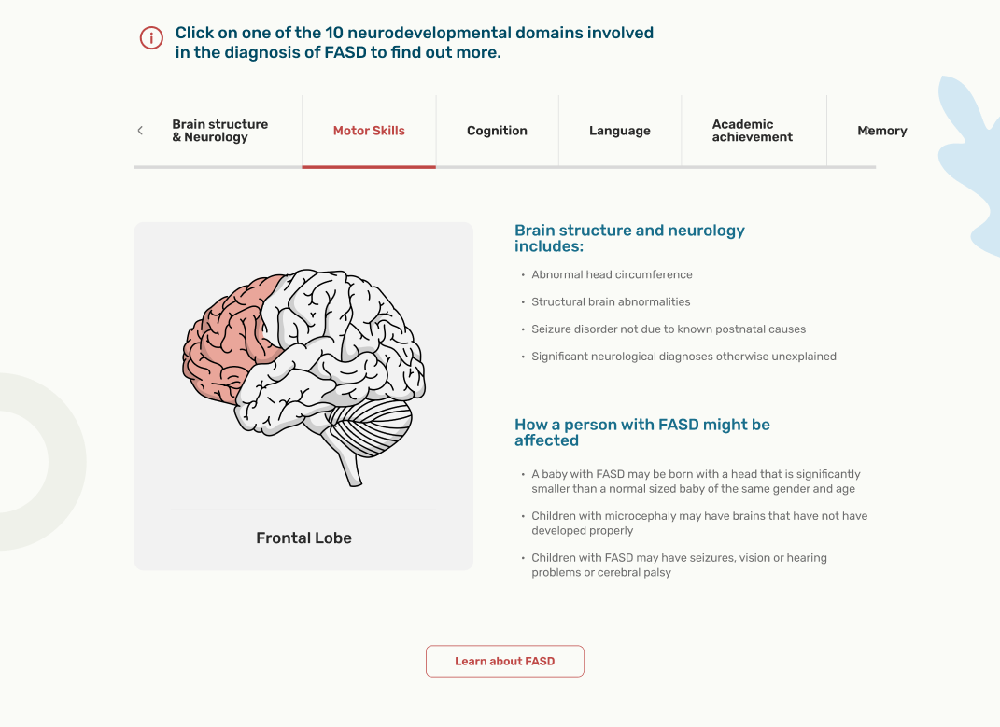 Click on one of the 10 neurodevelopmental domains involved
in the diagnosis of FASD to find out more.
Brain structure
& Neurology
Motor Skills
Cognition
Language
Academic
achievement
Memory
Brain structure and neurology
includes:
• Abnormal head circumference
• Structural brain abnormalities
• Seizure disorder not due to known postnatal causes
• Significant neurological diagnoses otherwise unexplained
How a person with FASD might be
affected
• A baby with FASD may be born with a head that is significantly
smaller than a normal sized baby of the same gender and age
• Children with microcephaly may have brains that have not have
developed properly
• Children with FASD may have seizures, vision or hearing
problems or cerebral palsy
Frontal Lobe
Learn about FASD